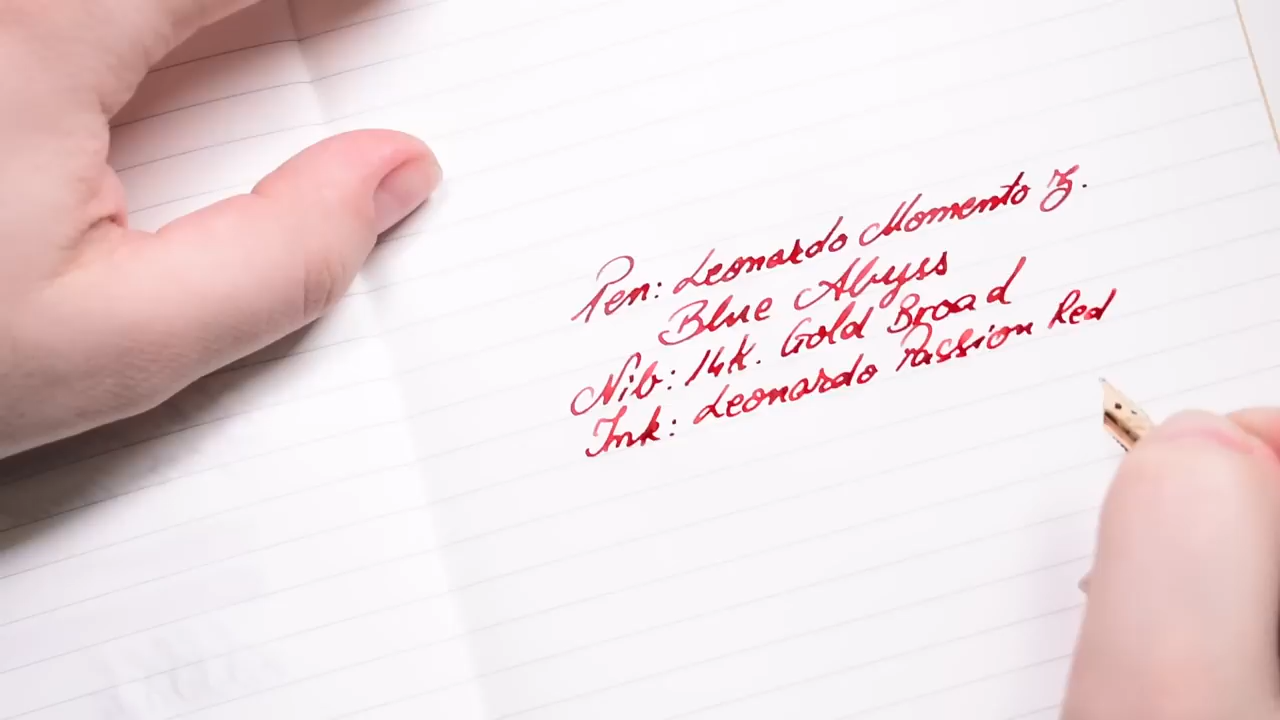 Pen: Leonardo Momento Z.
Blue Abyss
Nib: 14K. Gold Broad
Ink: Leonardo Passion Red